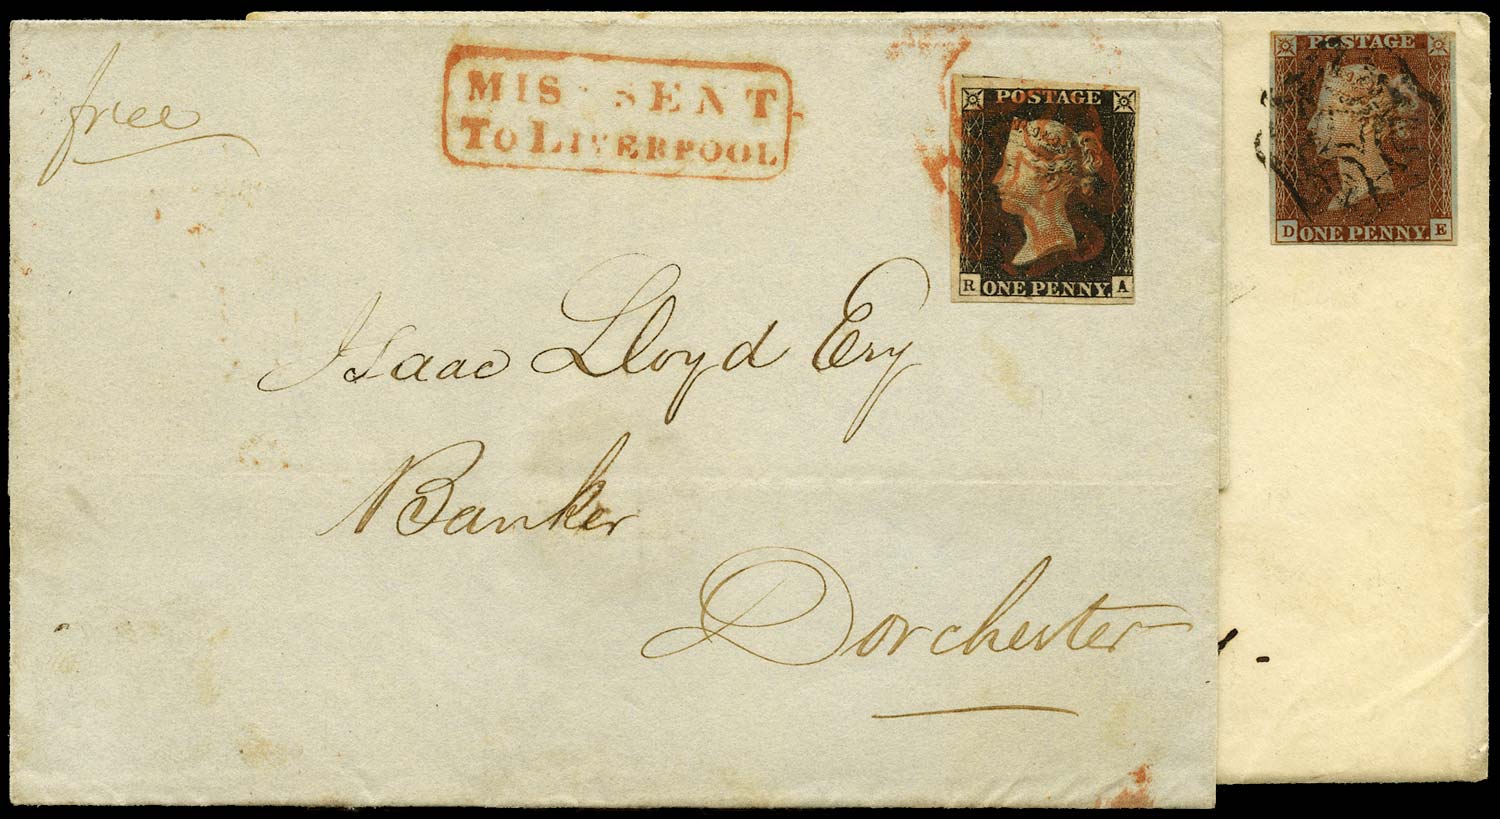 free
MIS-SENT
To LIVERPOOL
POSTAGE
R ONE PENNY. A
Isaac Lloyd Esq
Banker
Dorchester
POSTAGE
D ONE PENNY E